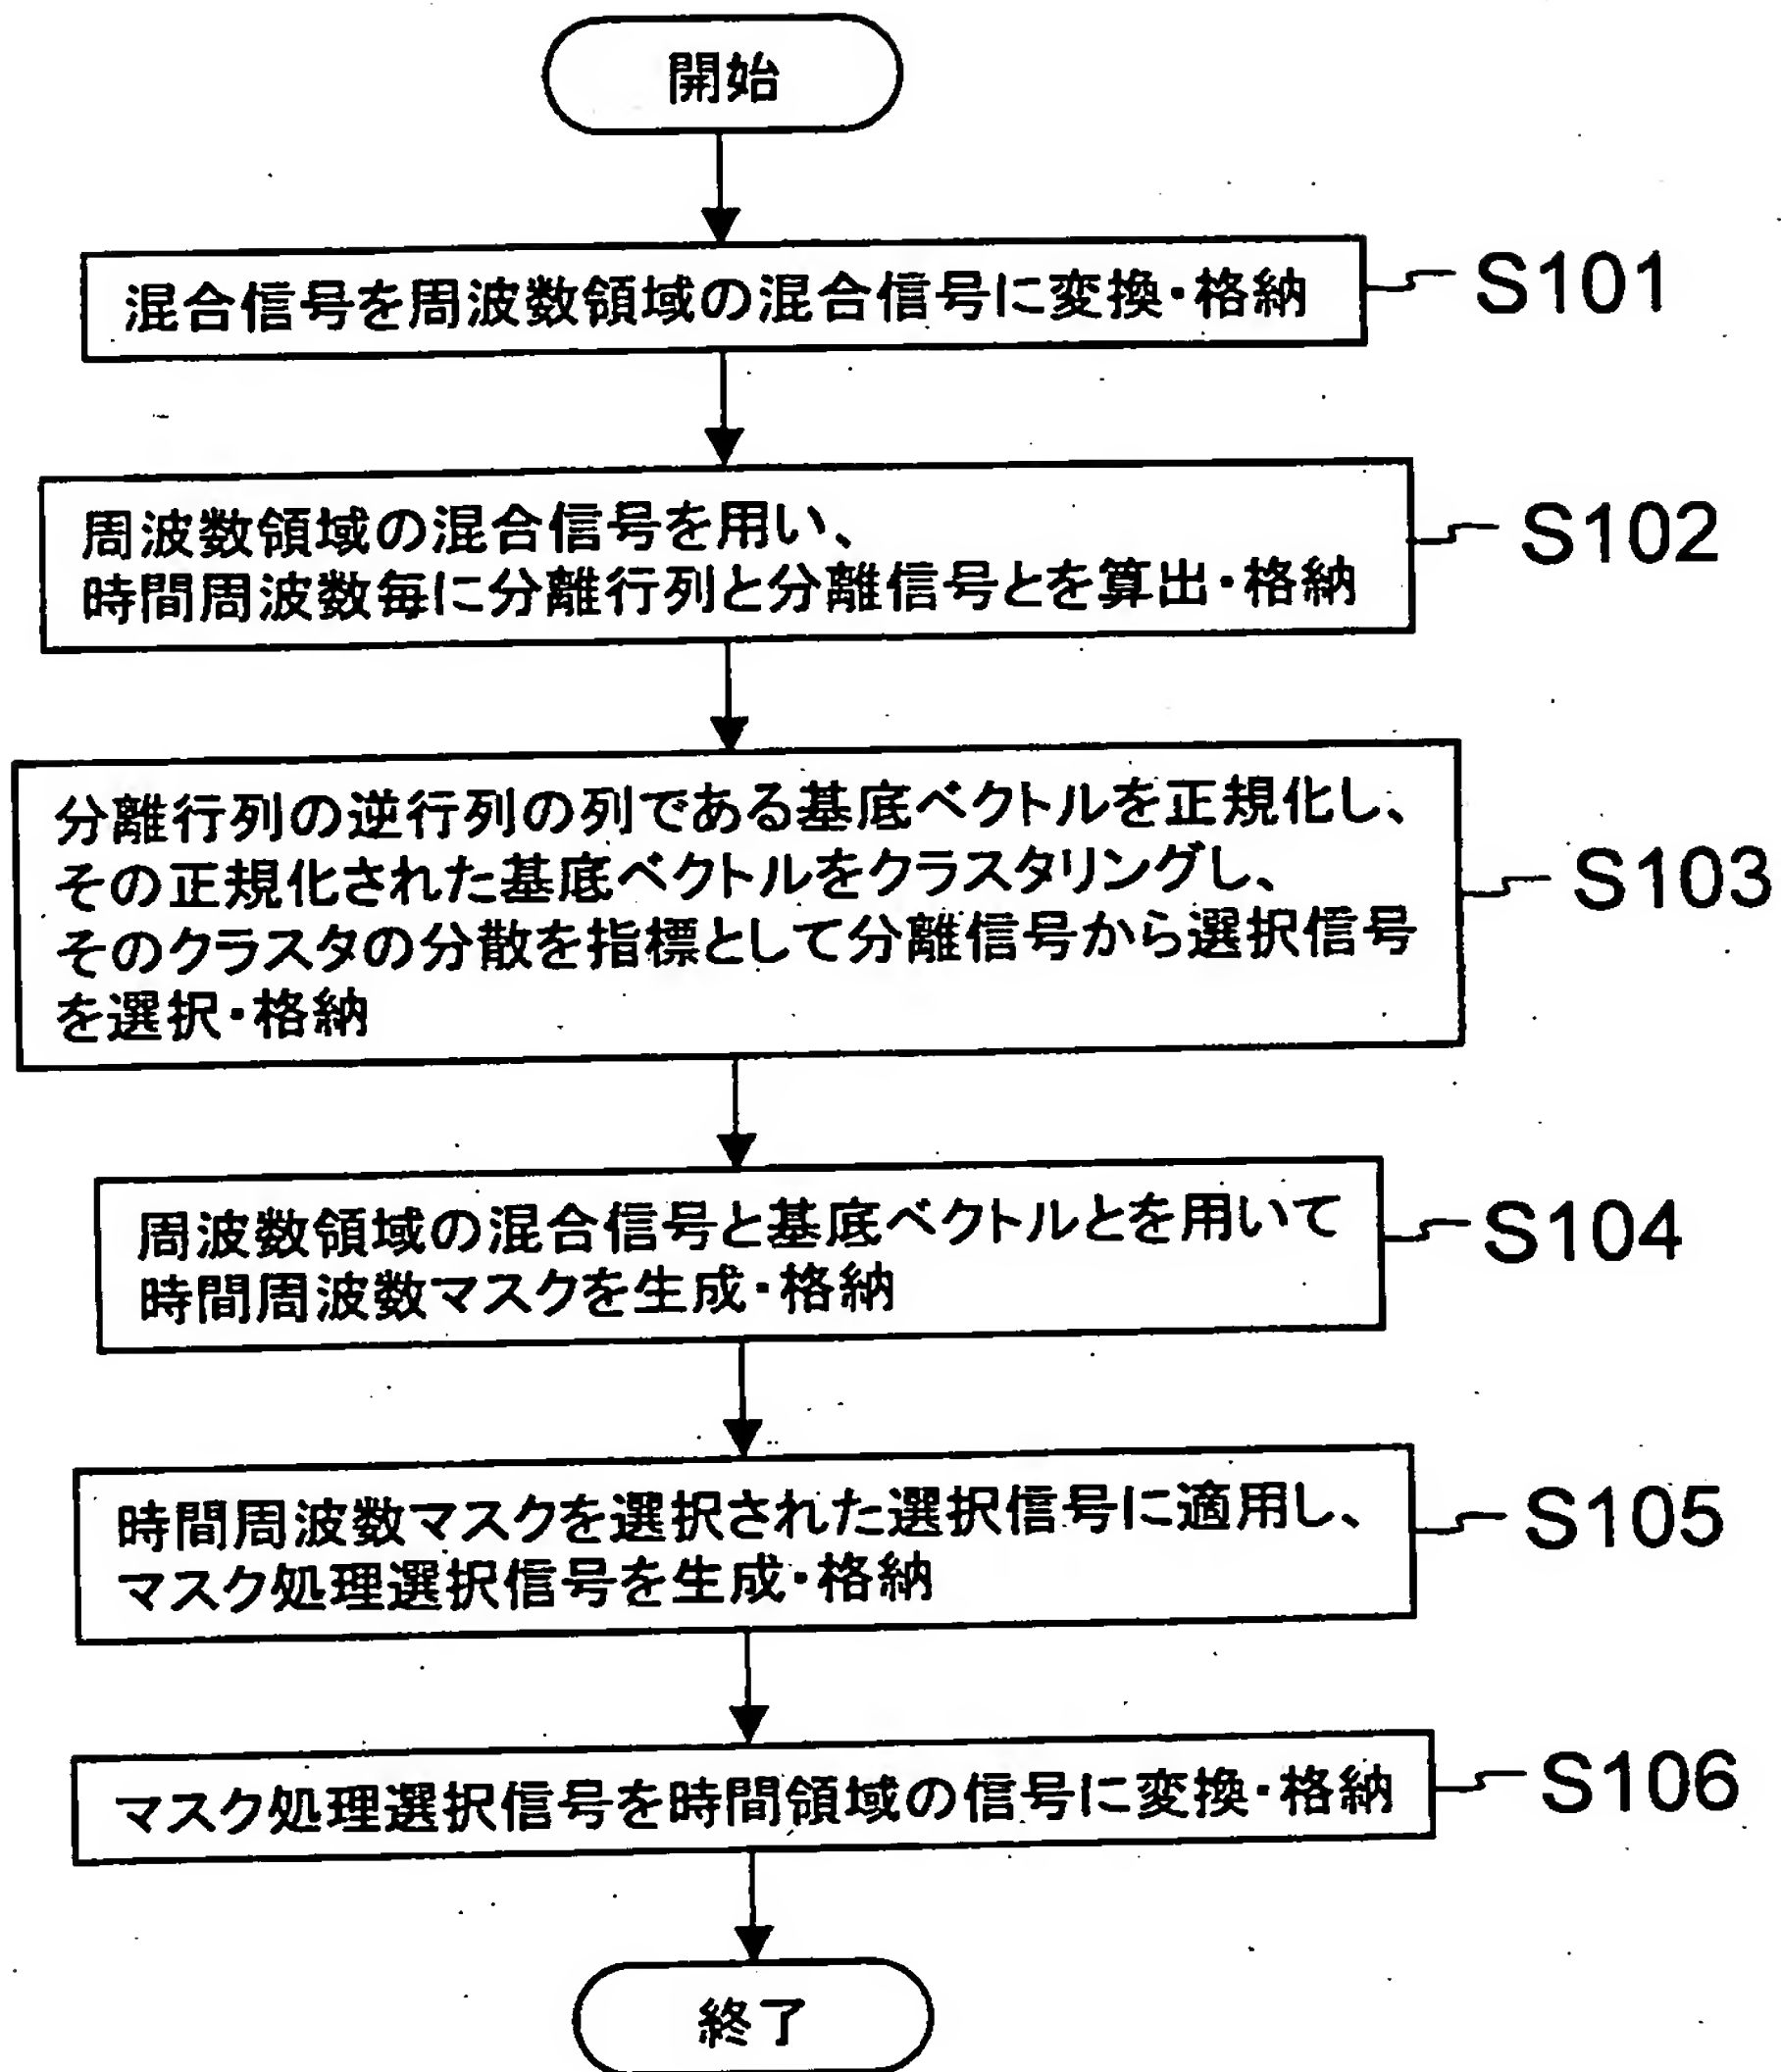 開始
混合信号を周波数領域の混合信号に変換・格納
S101
周波数領域の混合信号を用い、
時間周波数毎に分離行列と分離信号とを算出・格納
S102
分離行列の逆行列の列である基底ベクトルを正規化し、
その正規化された基底ベクトルをクラスタリングし、
そのクラスタの分散を指標として分離信号から選択信号
を選択・格納
S103
周波数領域の混合信号と基底ベクトルとを用いて
時間周波数マスクを生成・格納
S104
時間周波数マスクを選択された選択信号に適用し、
マスク処理選択信号を生成・格納
S105
マスク処理選択信号を時間領域の信号に変換・格納
S106
終了